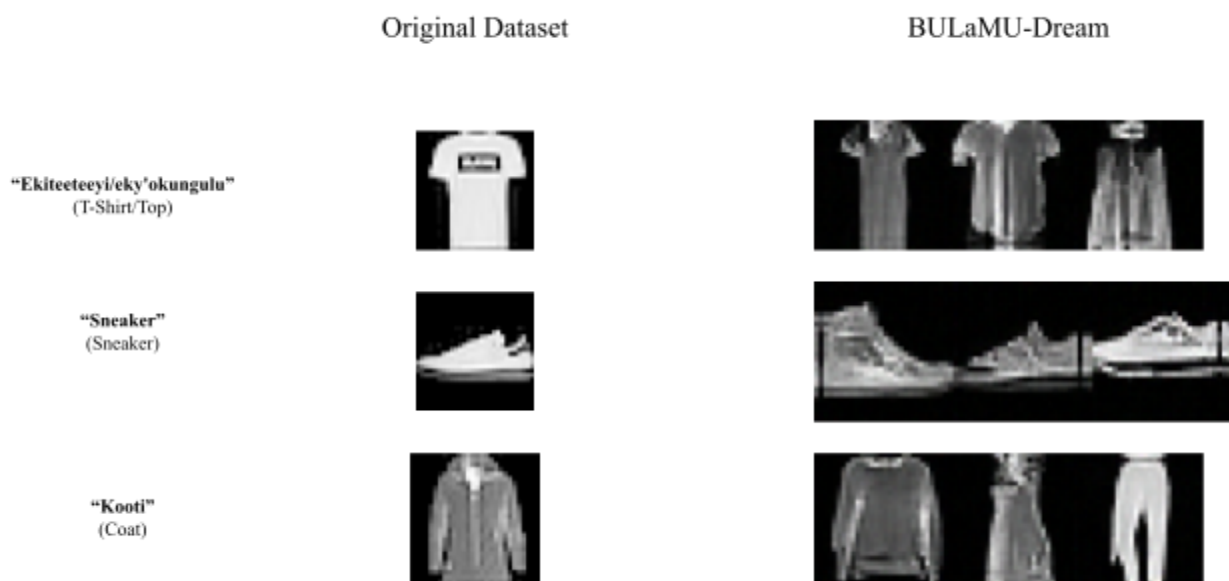 Original Dataset BULaMU-Dream
“Ekiteeteeyi/eky'okungulu”
(T-Shirt/Top)
“Sneaker”
(Sneaker)
“Kooti”
(Coat)